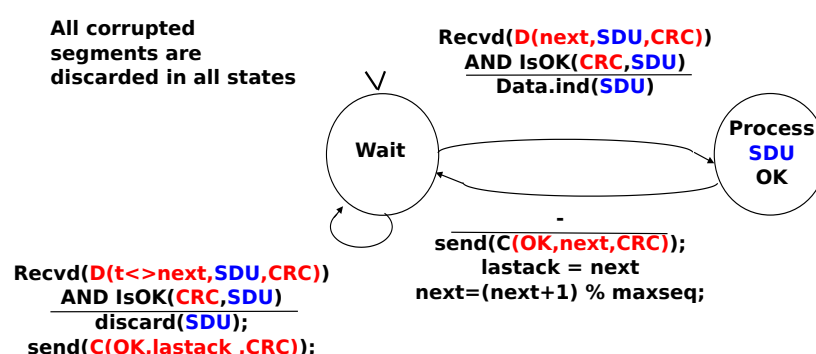 All corrupted
segments are
discarded in all states
Recvd(D(next,SDU,CRC))
AND IsOK(CRC,SDU)
Data.ind(SDU)
Wait
Process
SDU
OK
-
send(C(OK,next,CRC));
lastack = next
next=(next+1) % maxseq;
Recvd(D(t<>next,SDU,CRC))
AND IsOK(CRC,SDU)
discard(SDU);
send(C(OK,lastack ,CRC));